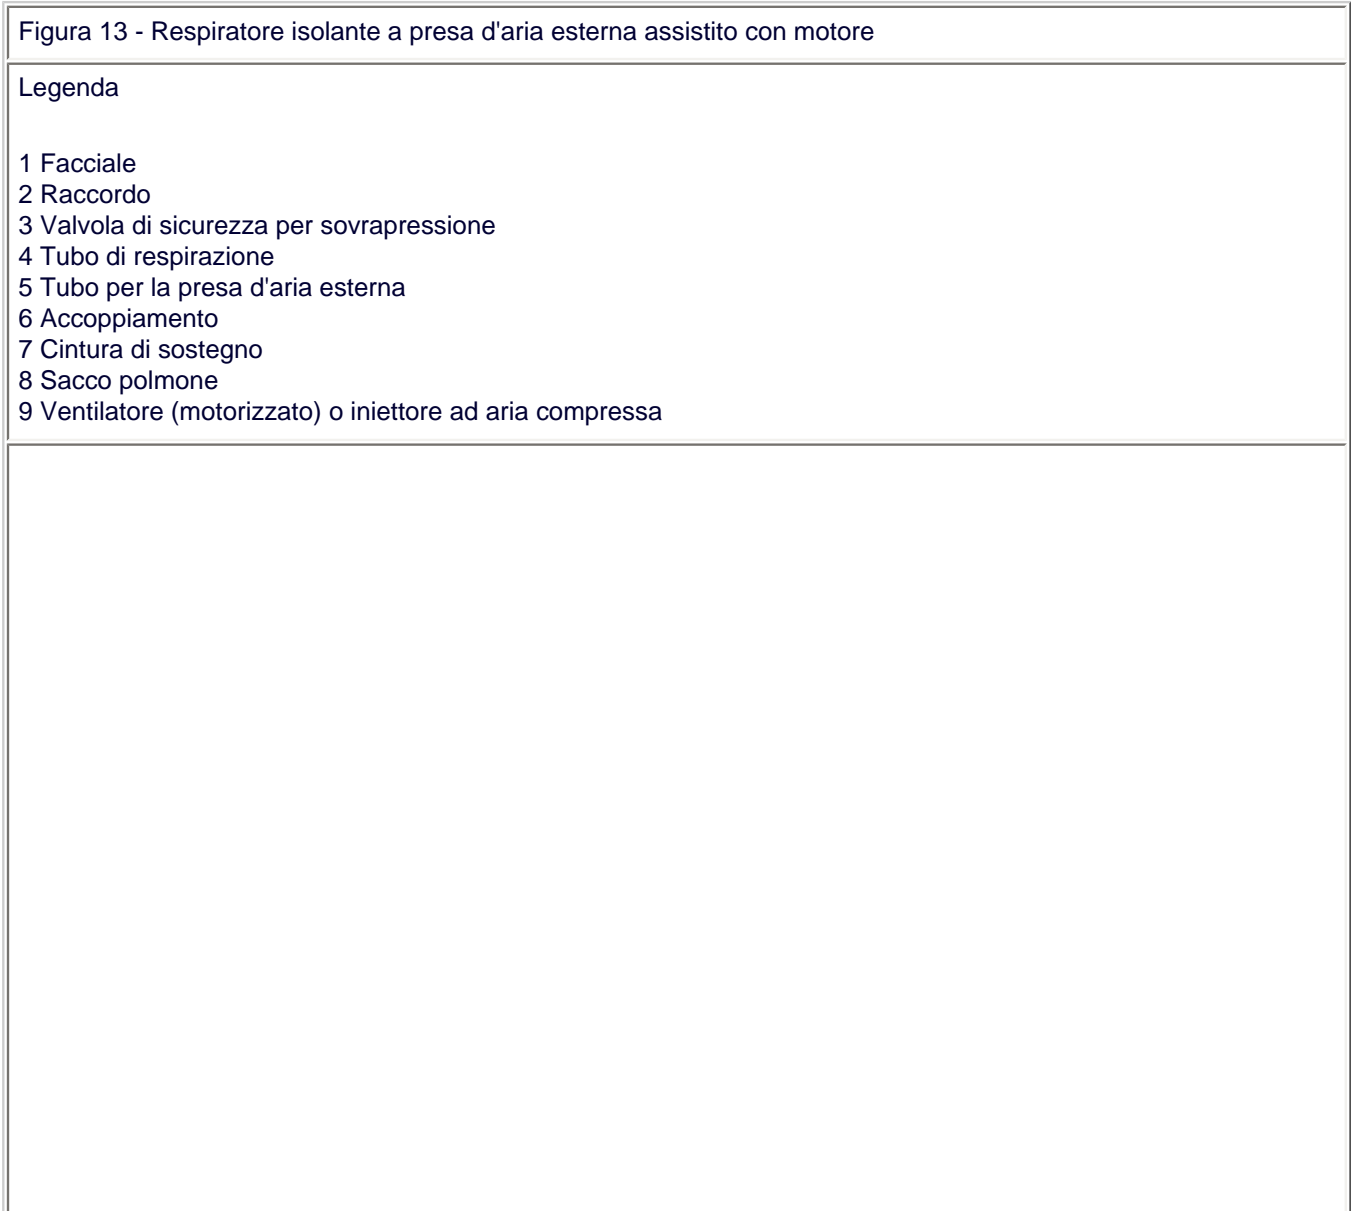 Figura 13 - Respiratore isolante a presa d'aria esterna assistito con motore
Legenda
1 Facciale
2 Raccordo
3 Valvola di sicurezza per sovrapressione
4 Tubo di respirazione
5 Tubo per la presa d'aria esterna
6 Accoppiamento
7 Cintura di sostegno
8 Sacco polmone
9 Ventilatore (motorizzato) o iniettore ad aria compressa